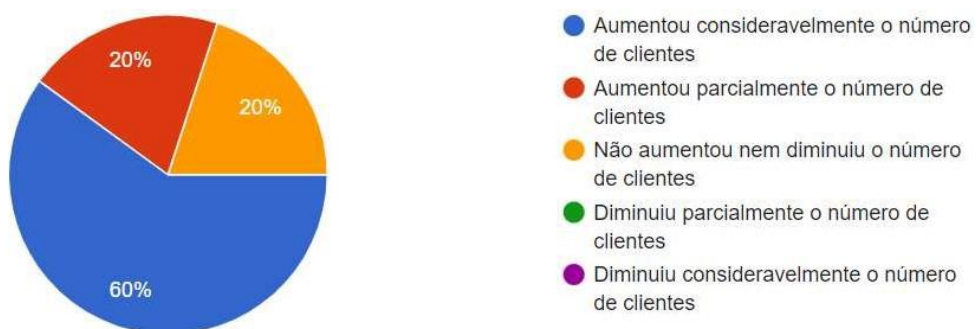 20%
20%
60%
Aumentou consideravelmente o número
de clientes
Aumentou parcialmente o número de
clientes
Não aumentou nem diminuiu o número
de clientes
Diminuiu parcialmente o número de
clientes
Diminuiu consideravelmente o número
de clientes